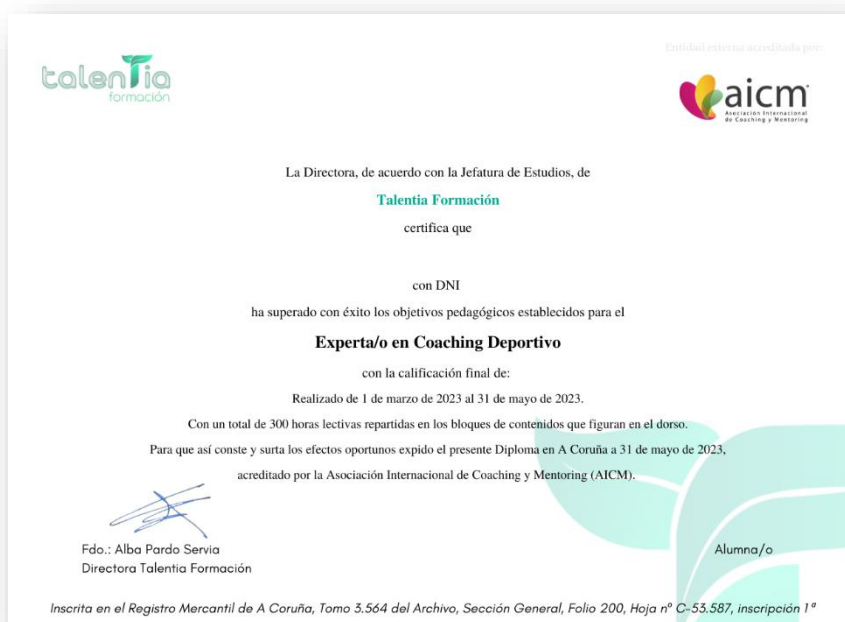 Entidad externa acreditada por:
talenTia
formación
aicm
Asociación Internacional
de Coaching y Mentoring
La Directora, de acuerdo con la Jefatura de Estudios, de
Talentia Formación
certifica que
con DNI
ha superado con éxito los objetivos pedagógicos establecidos para el
Experta/o en Coaching Deportivo
con la calificación final de:
Realizado de 1 de marzo de 2023 al 31 de mayo de 2023.
Con un total de 300 horas lectivas repartidas en los bloques de contenidos que figuran en el dorso.
Para que así conste y surta los efectos oportunos expido el presente Diploma en A Coruña a 31 de mayo de 2023,
acreditado por la Asociación Internacional de Coaching y Mentoring (AICM).
Fdo.: Alba Pardo Servia
Directora Talentia Formación
Alumna/o
Inscrita en el Registro Mercantil de A Coruña, Tomo 3.564 del Archivo, Sección General, Folio 200, Hoja nº C-53.587, inscripción 1ª